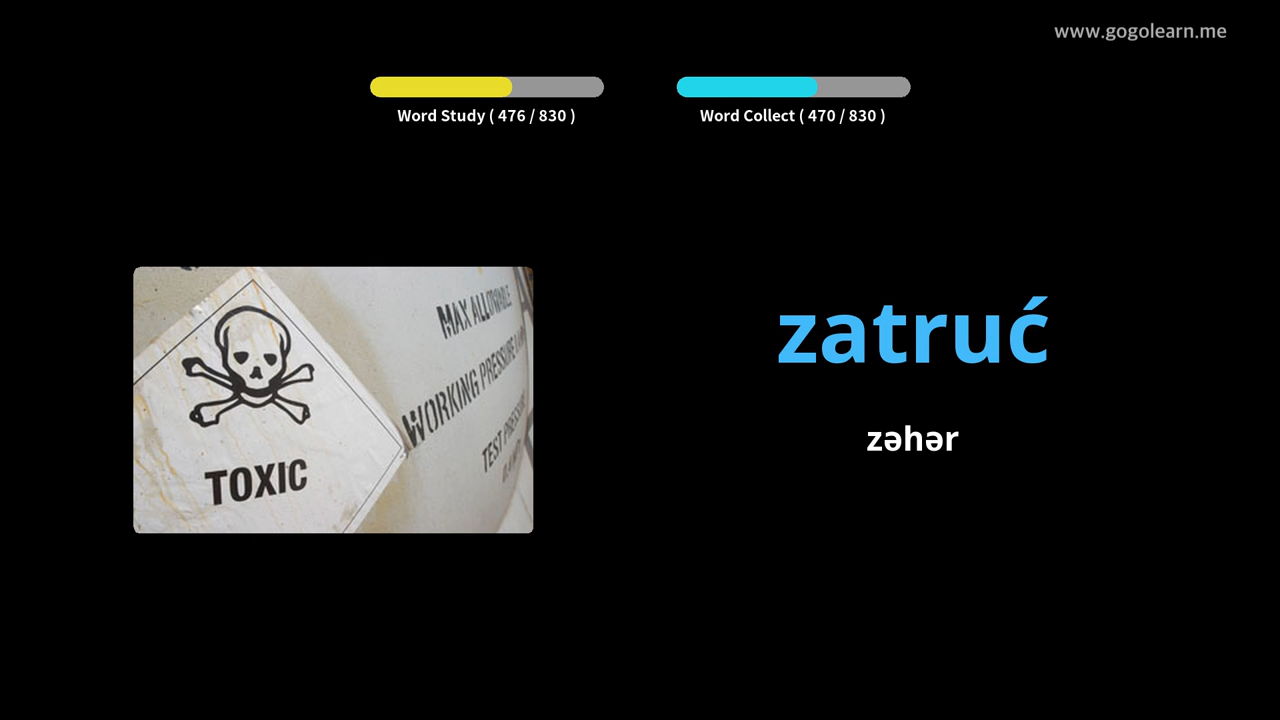 www.gogolearn.me
Word Study ( 476 / 830 )
Word Collect ( 470 / 830 )
zatruć
zəhər
MAX ALLOWABLE
WORKING PRESSURE
TEST PRESSURE
TOXIC